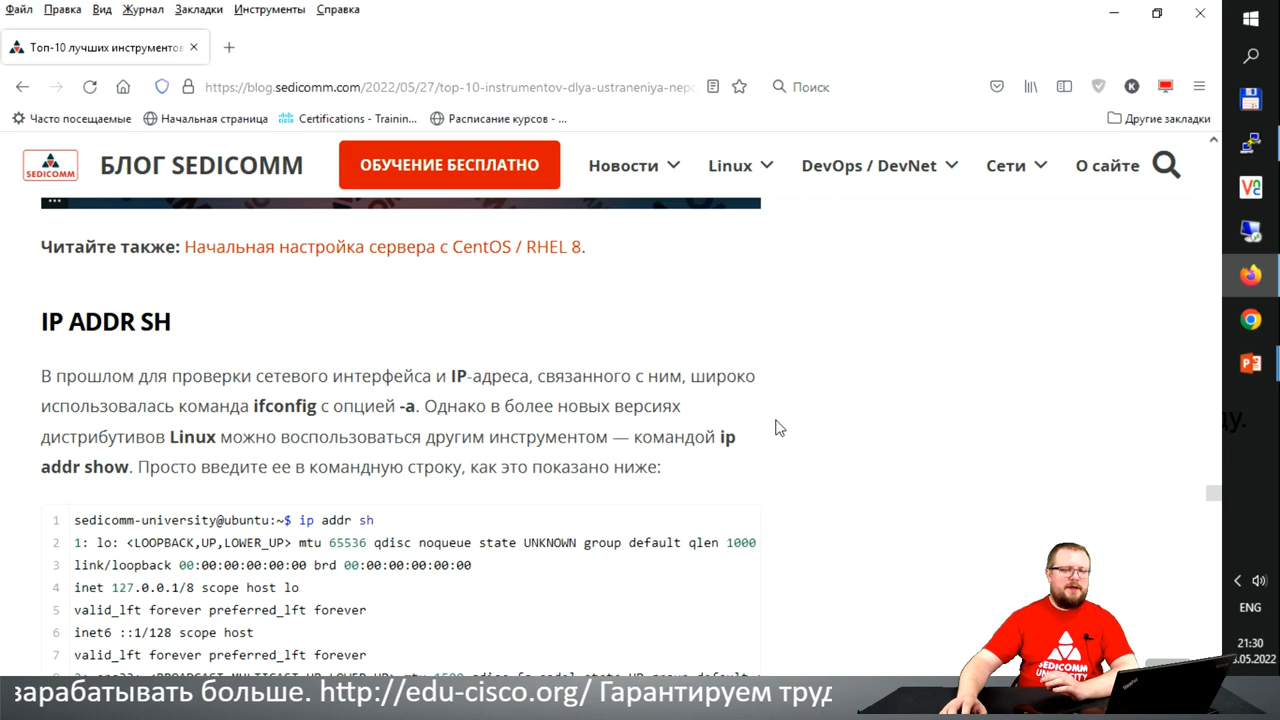 Файл Правка Вид Журнал Закладки Инструменты Справка
Топ-10 лучших инструментов
https://blog.sedicomm.com/2022/05/27/top-10-instrumentov-dlya-ustraneniya-nepo
Поиск
Часто посещаемые Начальная страница Certifications - Trainin... Расписание курсов - ... Другие закладки
SEDICOMM БЛОГ SEDICOMM ОБУЧЕНИЕ БЕСПЛАТНО Новости Linux DevOps / DevNet Сети О сайте
Читайте также: Начальная настройка сервера с CentOS / RHEL 8.
IP ADDR SH
В прошлом для проверки сетевого интерфейса и IP-адреса, связанного с ним, широко
использовалась команда ifconfig с опцией -a. Однако в более новых версиях
дистрибутивов Linux можно воспользоваться другим инструментом — командой ip
addr show. Просто введите ее в командную строку, как это показано ниже:
1 sedicomm-university@ubuntu:~$ ip addr sh
2 1: lo: <LOOPBACK,UP,LOWER_UP> mtu 65536 qdisc noqueue state UNKNOWN group default qlen 1000
3 link/loopback 00:00:00:00:00:00 brd 00:00:00:00:00:00
4 inet 127.0.0.1/8 scope host lo
5 valid_lft forever preferred_lft forever
6 inet6 ::1/128 scope host
7 valid_lft forever preferred_lft forever
ду.
SEDICOMM
UNIVERSITY
ENG
21:30
.05.2022
зарабатывать больше. http://edu-cisco.org/ Гарантируем труд